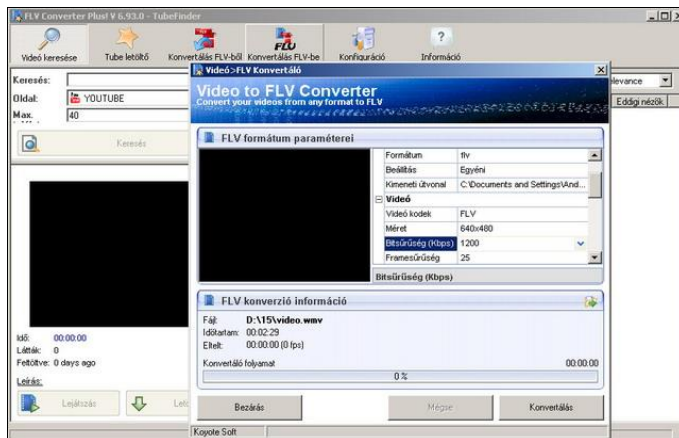 FLV Converter Plus! V 6.93.0 - TubeFinder
Videó keresése
Tube letöltő
Konvertálás FLV-ből
Konvertálás FLV-be
Konfiguráció
Információ
Keresés:
Oldal: YOUTUBE
Max. 40
Keresés
Relevance
Eddigi nézők
Idő: 00:00:00
Látták: 0
Feltöltve: 0 days ago
Leírás:
Lejátszás
Videó>FLV Konvertáló
Video to FLV Converter
Convert your videos from any format to FLV
FLV formátum paraméterei
Formátum flv
Beállítás Egyéni
Kimeneti útvonal C:\Documents and Settings\And...
Videó
Videó kodek FLV
Méret 640x480
Bitsűrűség (Kbps) 1200
Framesűrűség 25
Bitsűrűség (Kbps)
FLV konverzió információ
Fájl: D:\15\video.wmv
Időtartam: 00:02:29
Eltelt: 00:00:00 (0 fps)
Konvertáló folyamat 00:00:00
0 %
Bezárás
Mégse
Konvertálás
Koyote Soft